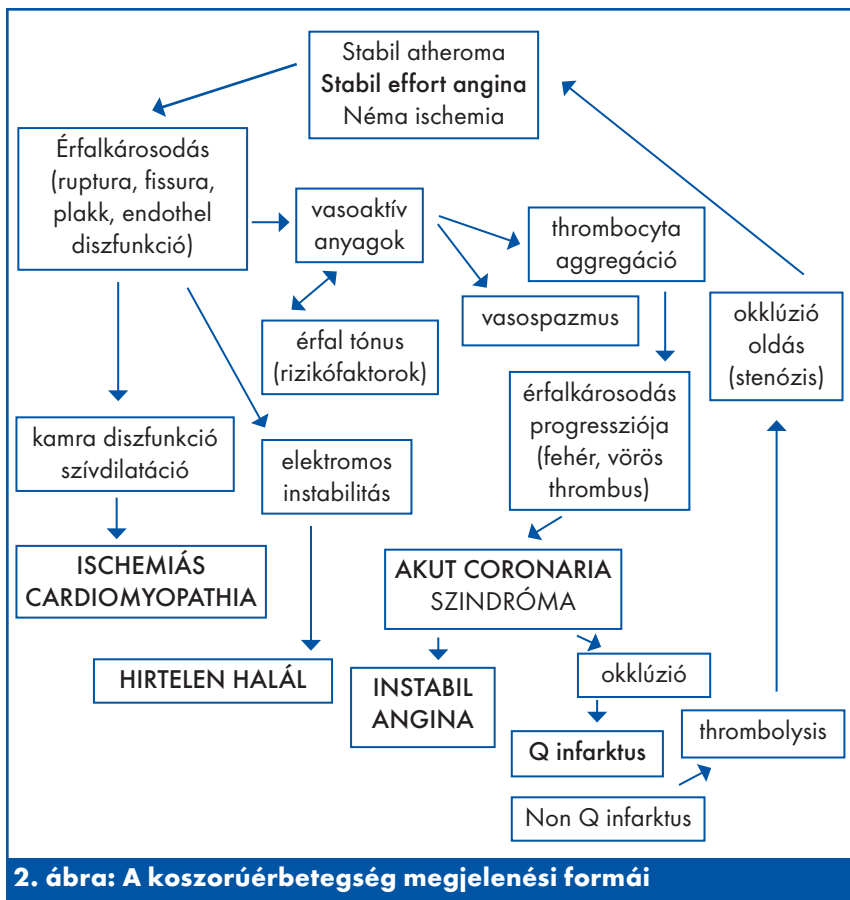 Stabil atheroma
Stabil effort angina
Néma ischemia
Érfalkárosodás
(ruptura, fissura,
plakk, endothel
diszfunkció)
vasoaktív
anyagok
thrombocyta
aggregáció
vasospazmus
érfal tónus
(rizikófaktorok)
okklúzió
oldás
(stenózis)
érfalkárosodás
progressziója
(fehér, vörös
thrombus)
kamra diszfunkció
szívdilatáció
elektromos
instabilitás
ISCHEMIÁS
CARDIOMYOPATHIA
AKUT CORONARIA
SZINDRÓMA
HIRTELEN HALÁL
INSTABIL
ANGINA
okklúzió
Q infarktus
thrombolysis
Non Q infarktus
2. ábra: A koszorúérbetegség megjelenési formái